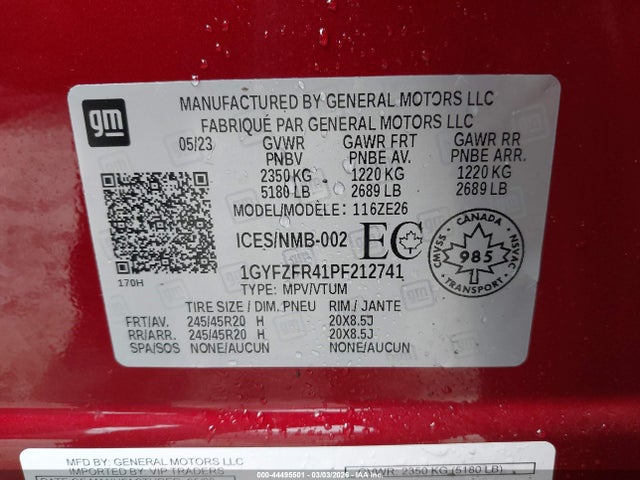 gm
MANUFACTURED BY GENERAL MOTORS LLC
FABRIQUÉ PAR GENERAL MOTORS LLC
05/23 GVWR GAWR FRT GAWR RR
PNBV PNBE AV. PNBE ARR.
2350 KG 1220 KG 1220 KG
5180 LB 2689 LB 2689 LB
MODEL/MODÈLE: 116ZE26
ICES/NMB-002 EC
CANADA
CMVSS 985 NSVAC
TRANSPORT
1GYFZFR41PF212741
170H
TYPE: MPV/VTUM
TIRE SIZE / DIM. PNEU RIM / JANTE
FRT/AV. 245/45R20 H 20X8.5J
RR/ARR. 245/45R20 H 20X8.5J
SPA/SOS NONE/AUCUN NONE/AUCUN
MFD. BY: GENERAL MOTORS LLC
IMPORTED BY: VIP TRADERS
GVWR: 2350 KG (5180 LB)
000-44495501 - 03/03/2026 - IAA Inc.